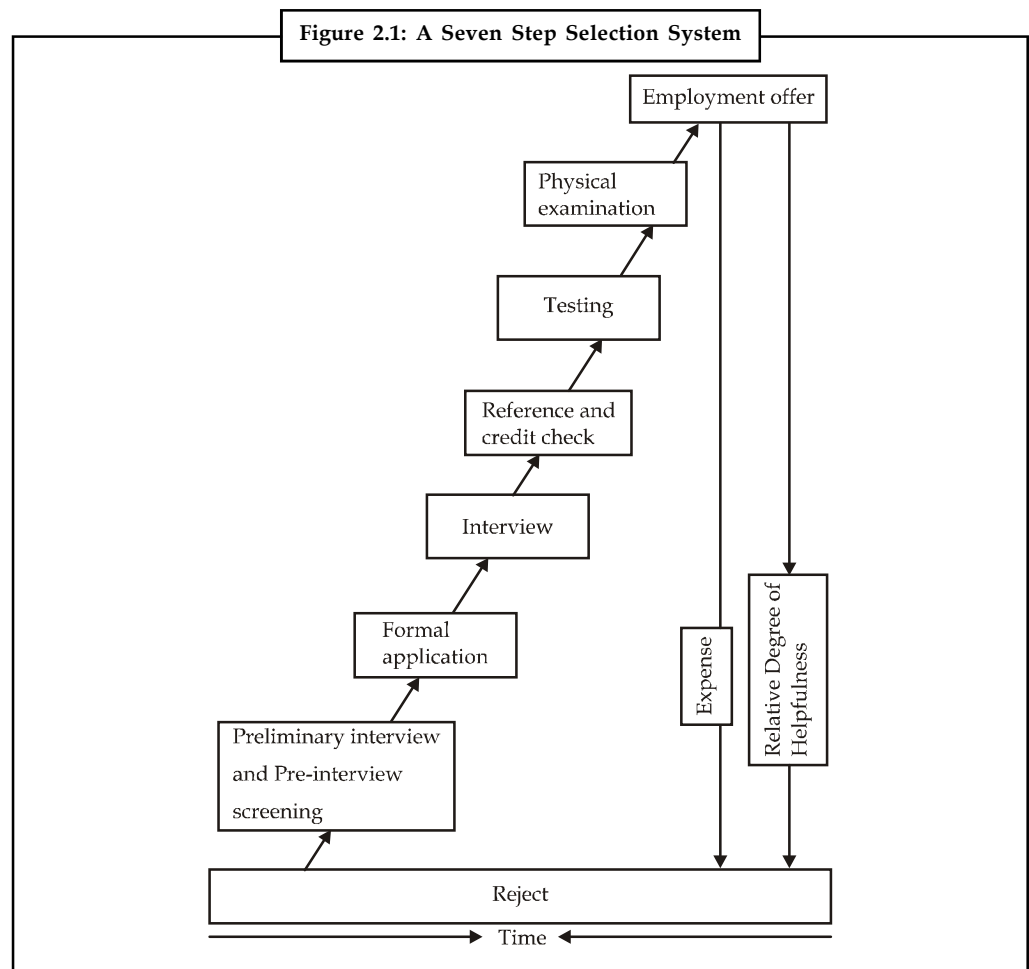 Figure 2.1: A Seven Step Selection System
Employment offer
Physical
examination
Testing
Reference and
credit check
Interview
Formal
application
Expense
Relative Degree of
Helpfulness
Preliminary interview
and Pre-interview
screening
Reject
Time